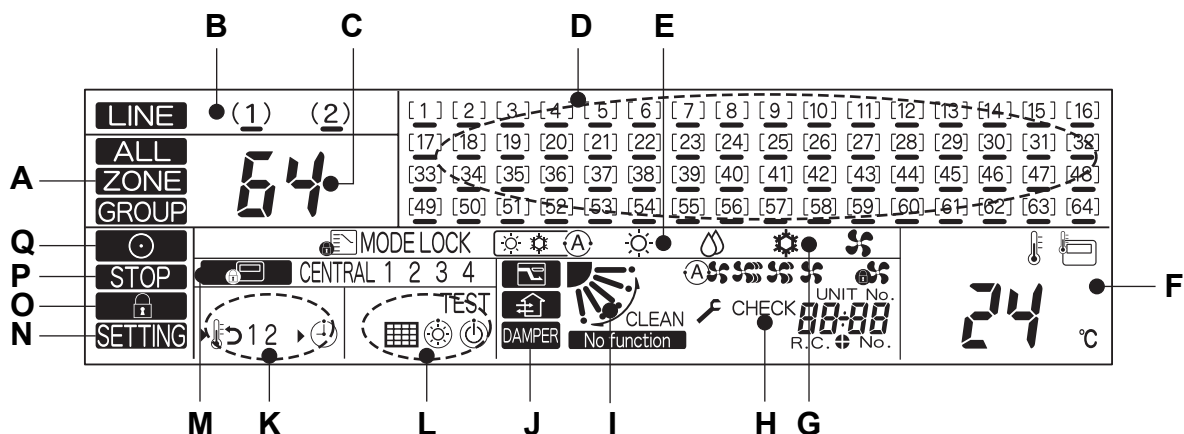 B C D E
LINE (1) (2)
[1] [2] [3] [4] [5] [6] [7] [8] [9] [10] [11] [12] [13] [14] [15] [16]
ALL
[17] [18] [19] [20] [21] [22] [23] [24] [25] [26] [27] [28] [29] [30] [31] [32]
A ZONE 64
[33] [34] [35] [36] [37] [38] [39] [40] [41] [42] [43] [44] [45] [46] [47] [48]
GROUP
[49] [50] [51] [52] [53] [54] [55] [56] [57] [58] [59] [60] [61] [62] [63] [64]
Q MODE LOCK A
P STOP CENTRAL 1 2 3 4 A
O TEST UNIT No. F
CLEAN CHECK 88:88 24 °C
N SETTING 12 DAMPER No function R.C. No.
M K L J I H G